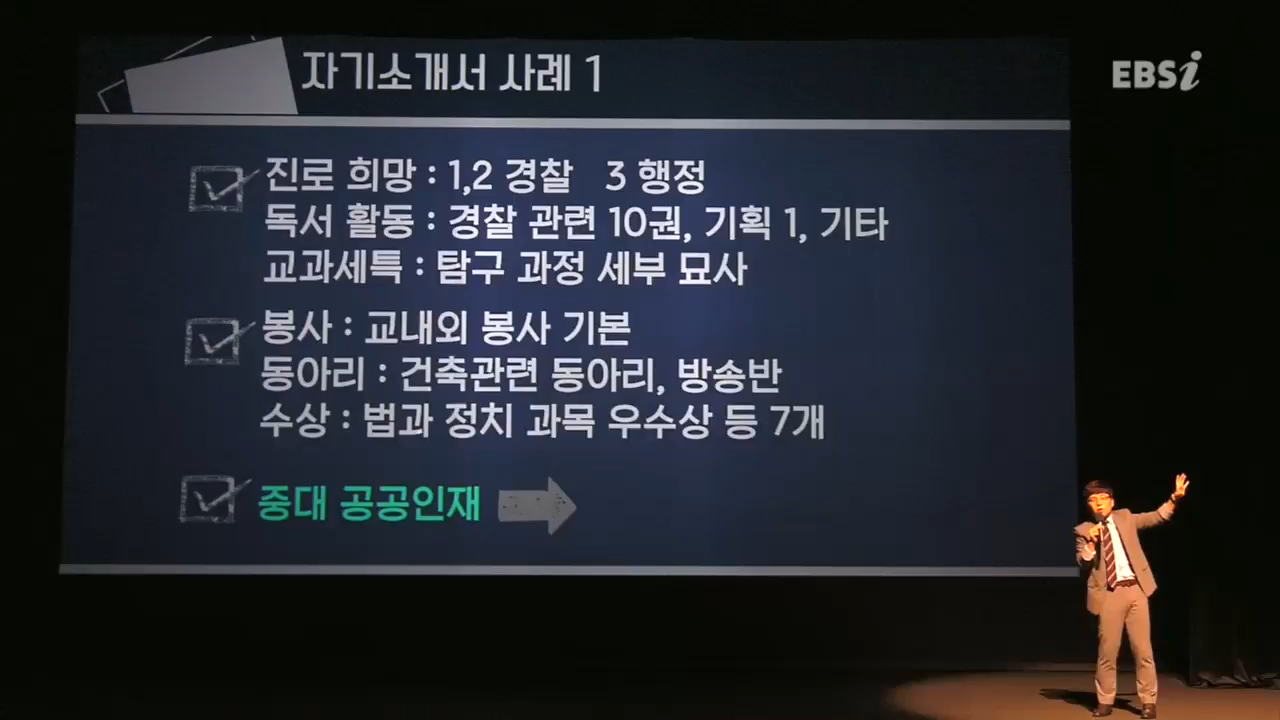 자기소개서 사례 1
EBSi
진로 희망 : 1,2 경찰 3 행정
독서 활동 : 경찰 관련 10권, 기획 1, 기타
교과세특 : 탐구 과정 세부 묘사
봉사 : 교내외 봉사 기본
동아리 : 건축관련 동아리, 방송반
수상 : 법과 정치 과목 우수상 등 7개
중대 공공인재